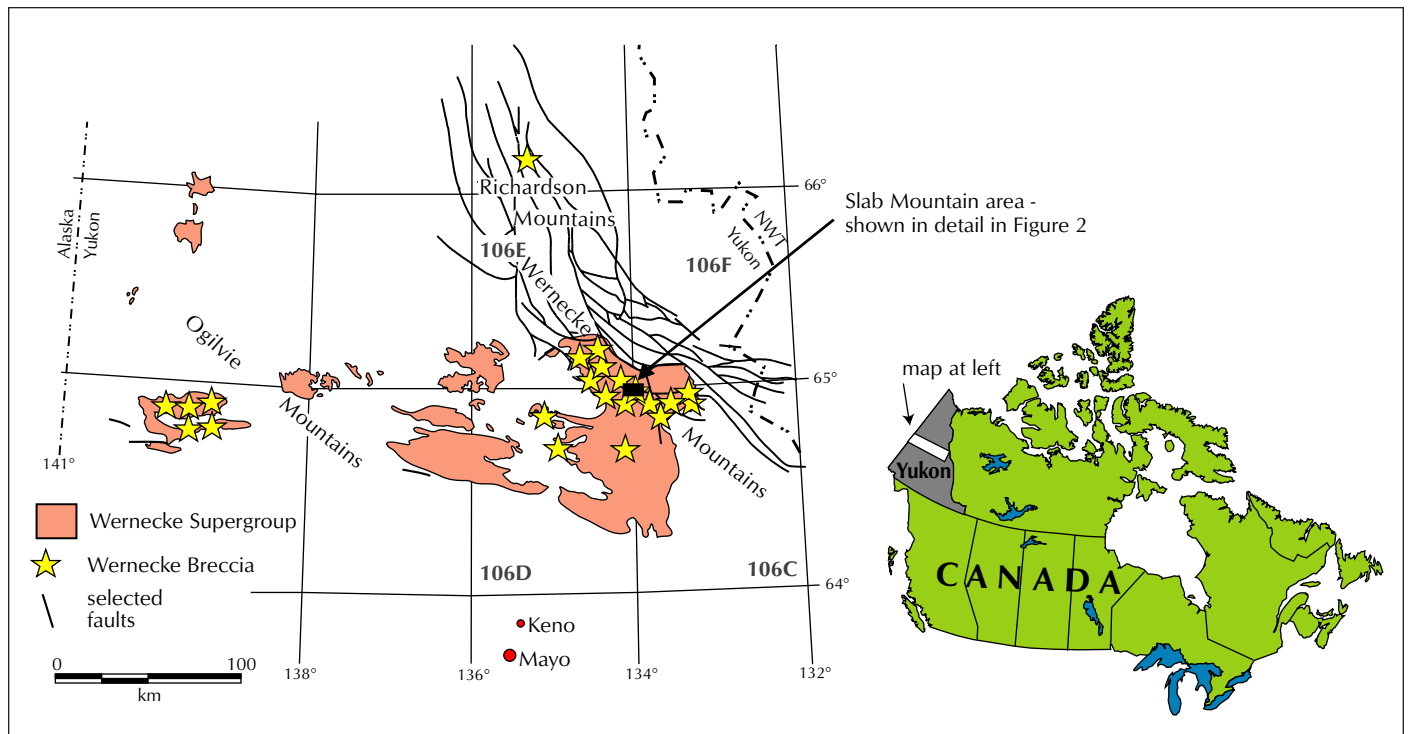 Alaska
Yukon
Richardson
Mountains
66°
106E
106F
NWT
Yukon
Slab Mountain area -
shown in detail in Figure 2
Wernecke
Mountains
Ogilvie
Mountains
65°
141°
map at left
Yukon
CANADA
Wernecke Supergroup
Wernecke Breccia
selected
faults
0 100
km
106D
106C
64°
Keno
Mayo
138°
136°
134°
132°